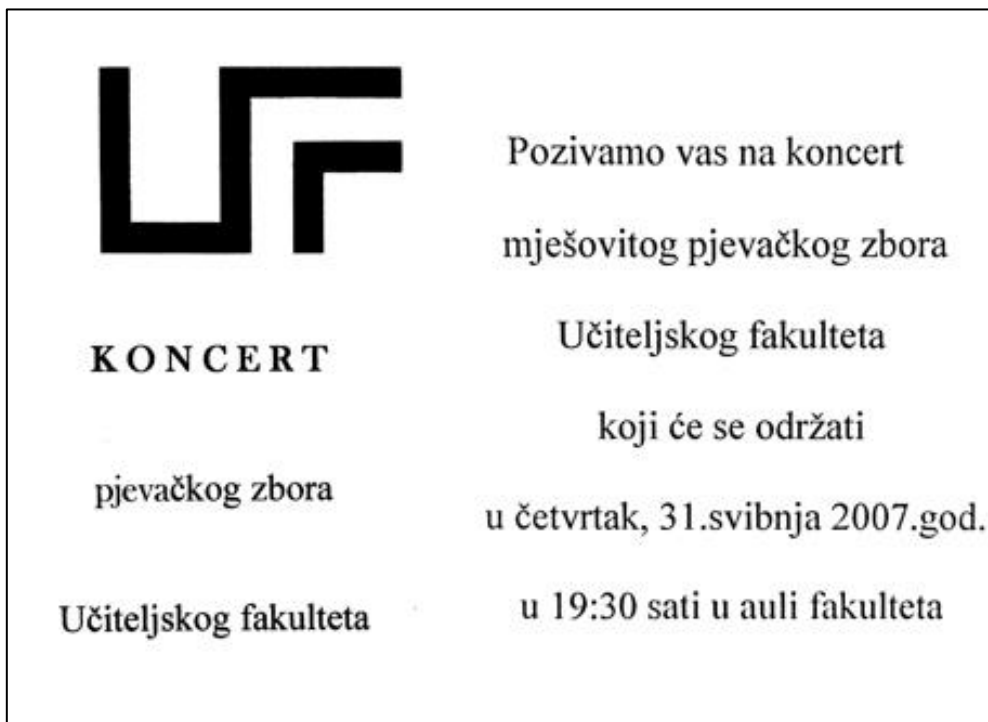 UF
KONCERT
pjevačkog zbora
Učiteljskog fakulteta
Pozivamo vas na koncert
mješovitog pjevačkog zbora
Učiteljskog fakulteta
koji će se održati
u četvrtak, 31.svibnja 2007.god.
u 19:30 sati u auli fakulteta